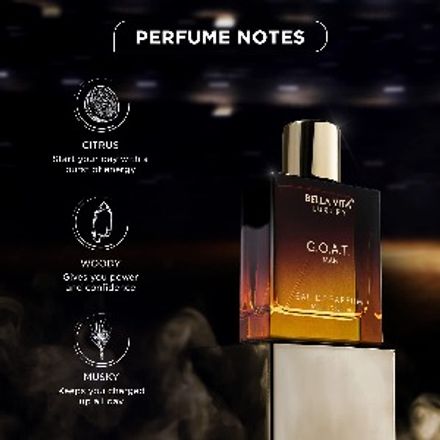 PERFUME NOTES
CITRUS
Start your day with a
burst of energy
WOODY
Gives you power
and confidence
MUSKY
Keeps you charged
up all day
BELLA VITA
LUXURY
G.O.A.T.
MAN
EAU DE PARFUM